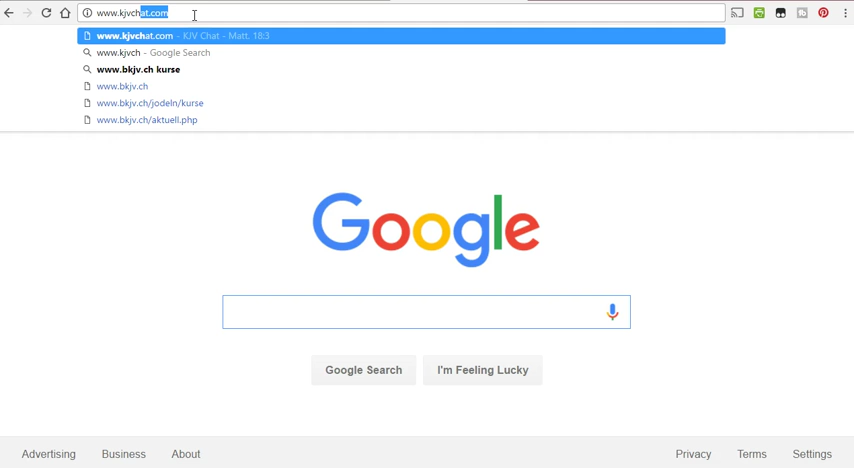 www.kjvchat.com
www.kjvchat.com - KJV Chat - Matt. 18:3
www.kjvch - Google Search
www.bkjv.ch kurse
www.bkjv.ch
www.bkjv.ch/jodeln/kurse
www.bkjv.ch/aktuell.php
Google
Google Search I'm Feeling Lucky
Advertising Business About Privacy Terms Settings